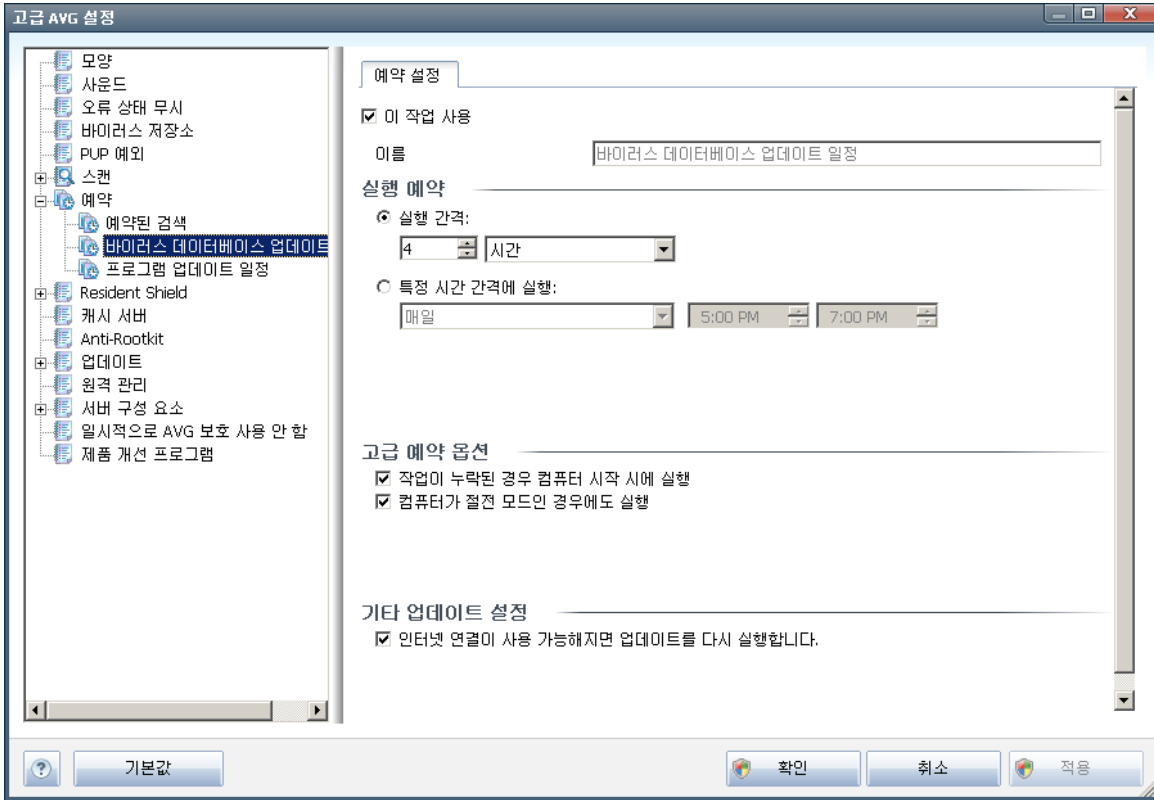 고급 AVG 설정
모양
사운드
오류 상태 무시
바이러스 저장소
PUP 예외
스캔
예약
예약된 검색
바이러스 데이터베이스 업데이트
프로그램 업데이트 일정
Resident Shield
캐시 서버
Anti-Rootkit
업데이트
원격 관리
서버 구성 요소
일시적으로 AVG 보호 사용 안 함
제품 개선 프로그램
예약 설정
이 작업 사용
이름 바이러스 데이터베이스 업데이트 일정
실행 예약
실행 간격:
4 시간
특정 시간 간격에 실행:
매일 5:00 PM 7:00 PM
고급 예약 옵션
작업이 누락된 경우 컴퓨터 시작 시에 실행
컴퓨터가 절전 모드인 경우에도 실행
기타 업데이트 설정
인터넷 연결이 사용 가능해지면 업데이트를 다시 실행합니다.
? 기본값 확인 취소 적용